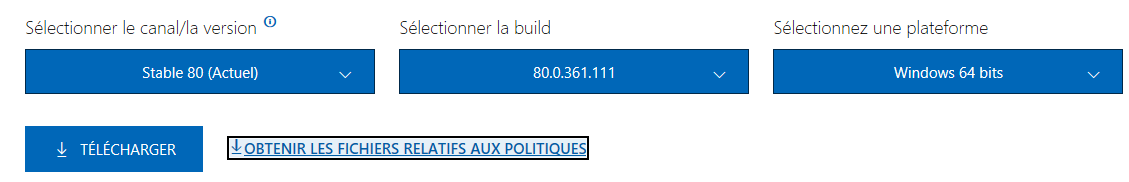 Sélectionner le canal/la version
Sélectionner la build
Sélectionnez une plateforme
Stable 80 (Actuel)
80.0.361.111
Windows 64 bits
TÉLÉCHARGER
OBTENIR LES FICHIERS RELATIFS AUX POLITIQUES